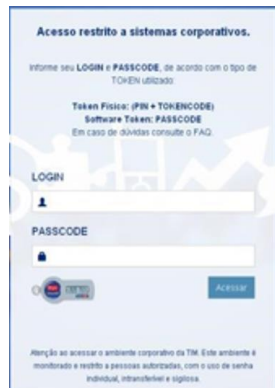 Acesso restrito a sistemas corporativos.
Informe seu LOGIN e PASSCODE, de acordo com o tipo de
TOKEN utilizado:
Token Físico: (PIN + TOKENCODE)
Software Token: PASSCODE
Em caso de dúvidas consulte o FAQ.
LOGIN
PASSCODE
Acessar
Atenção ao acessar o ambiente corporativo da TIM. Este ambiente é
monitorado e restrito a pessoas autorizadas, com o uso de senha
individual, intransferível e sigilosa.